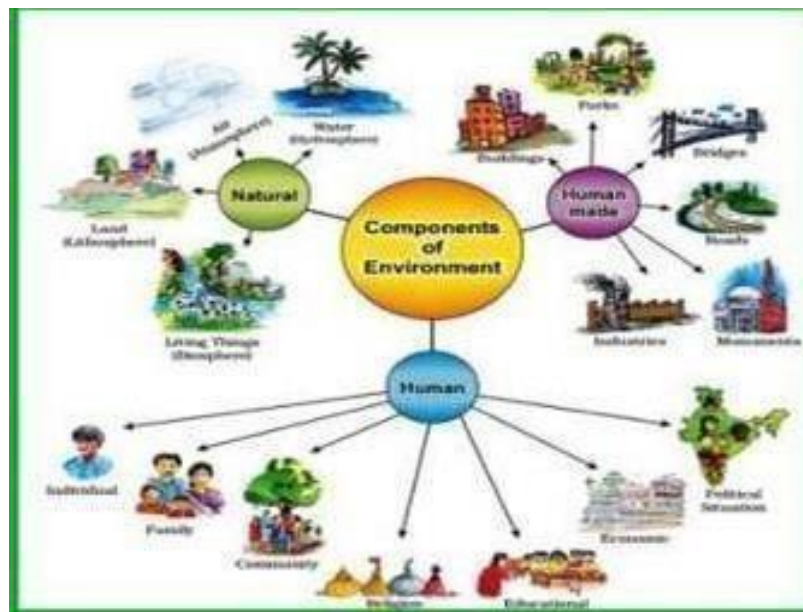 Components
of
Environment
Natural
Air
(Atmosphere)
Water
(Hydrosphere)
Land
(Lithosphere)
Living Things
(Biosphere)
Human
made
Buildings
Parks
Bridges
Roads
Monuments
Industries
Human
Individual
Family
Community
Religion
Educational
Economic
Political
Situation